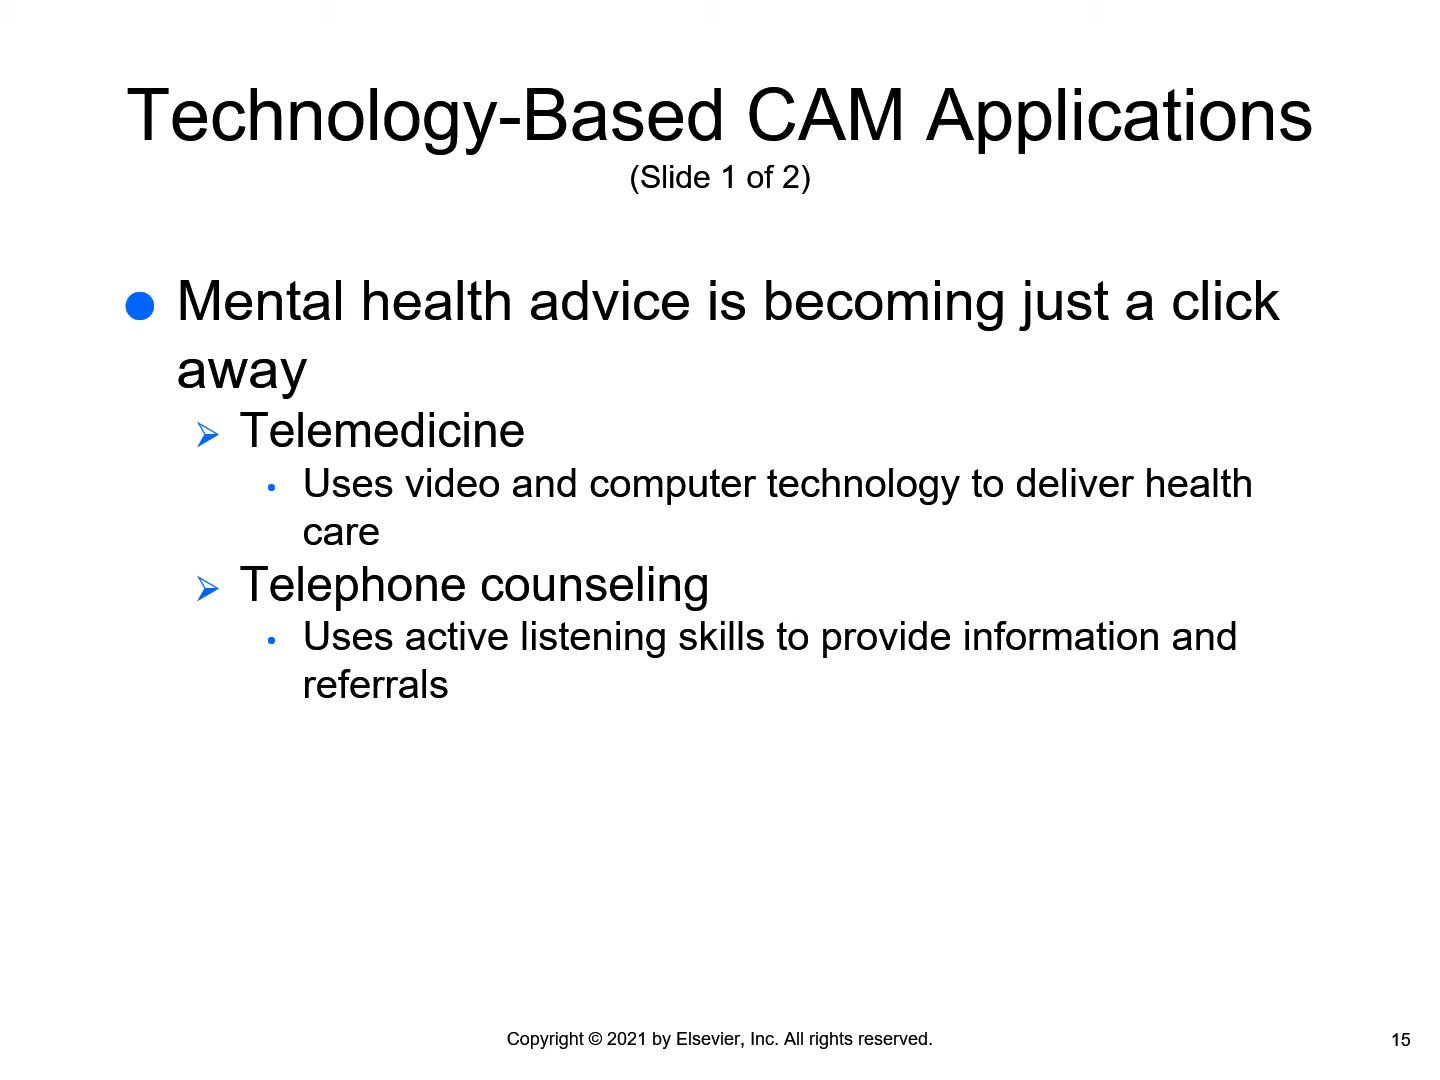 Technology-Based CAM Applications
(Slide 1 of 2)
Mental health advice is becoming just a click
away
Telemedicine
Uses video and computer technology to deliver health
care
Telephone counseling
Uses active listening skills to provide information and
referrals
Copyright © 2021 by Elsevier, Inc. All rights reserved.
15